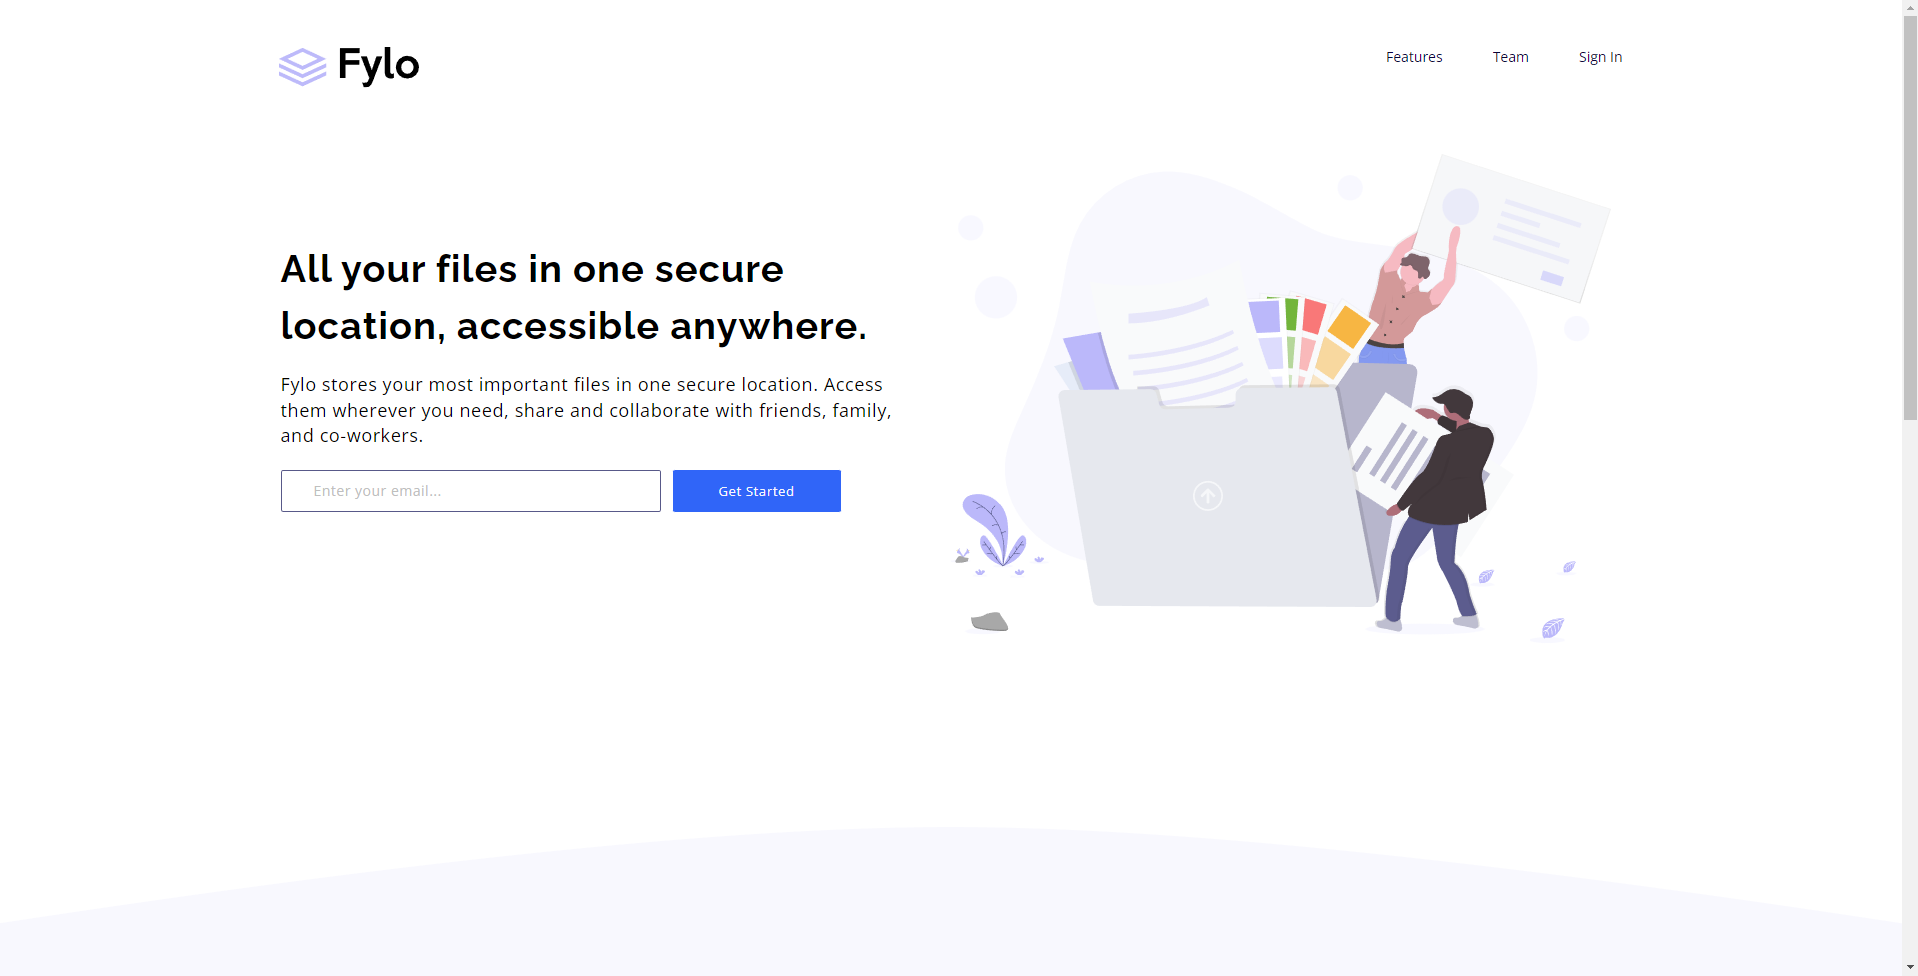 Fylo
Features
Team
Sign In
All your files in one secure
location, accessible anywhere.
Fylo stores your most important files in one secure location. Access
them wherever you need, share and collaborate with friends, family,
and co-workers.
Enter your email...
Get Started